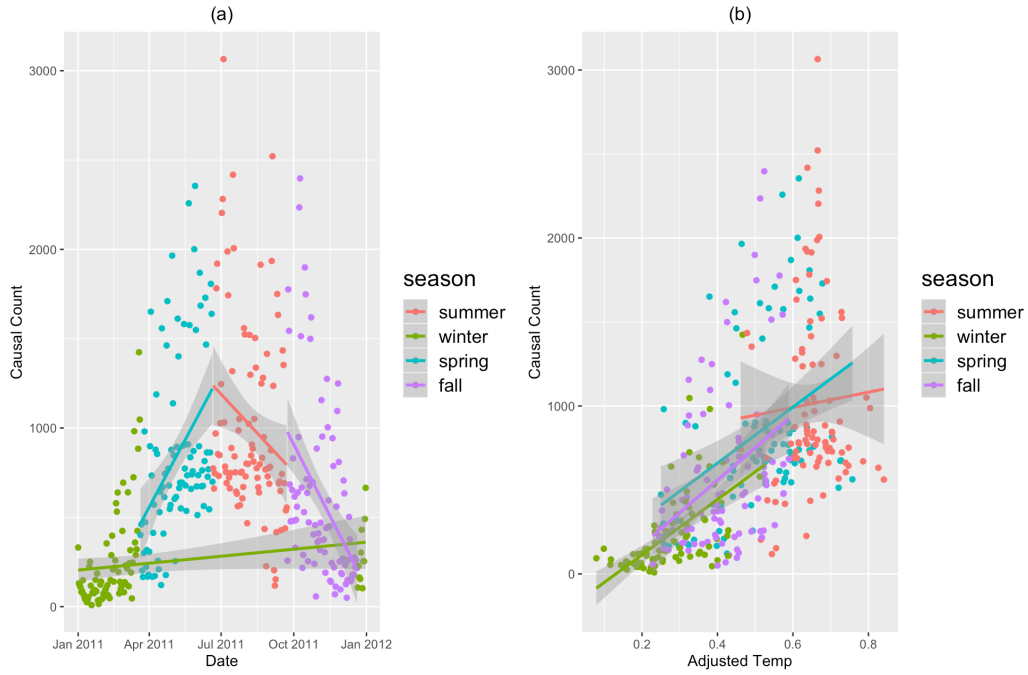 (a)
Causal Count
3000
2000
1000
0
Jan 2011 Apr 2011 Jul 2011 Oct 2011 Jan 2012
Date
season
summer
winter
spring
fall
(b)
Causal Count
3000
2000
1000
0
0.2 0.4 0.6 0.8
Adjusted Temp
season
summer
winter
spring
fall